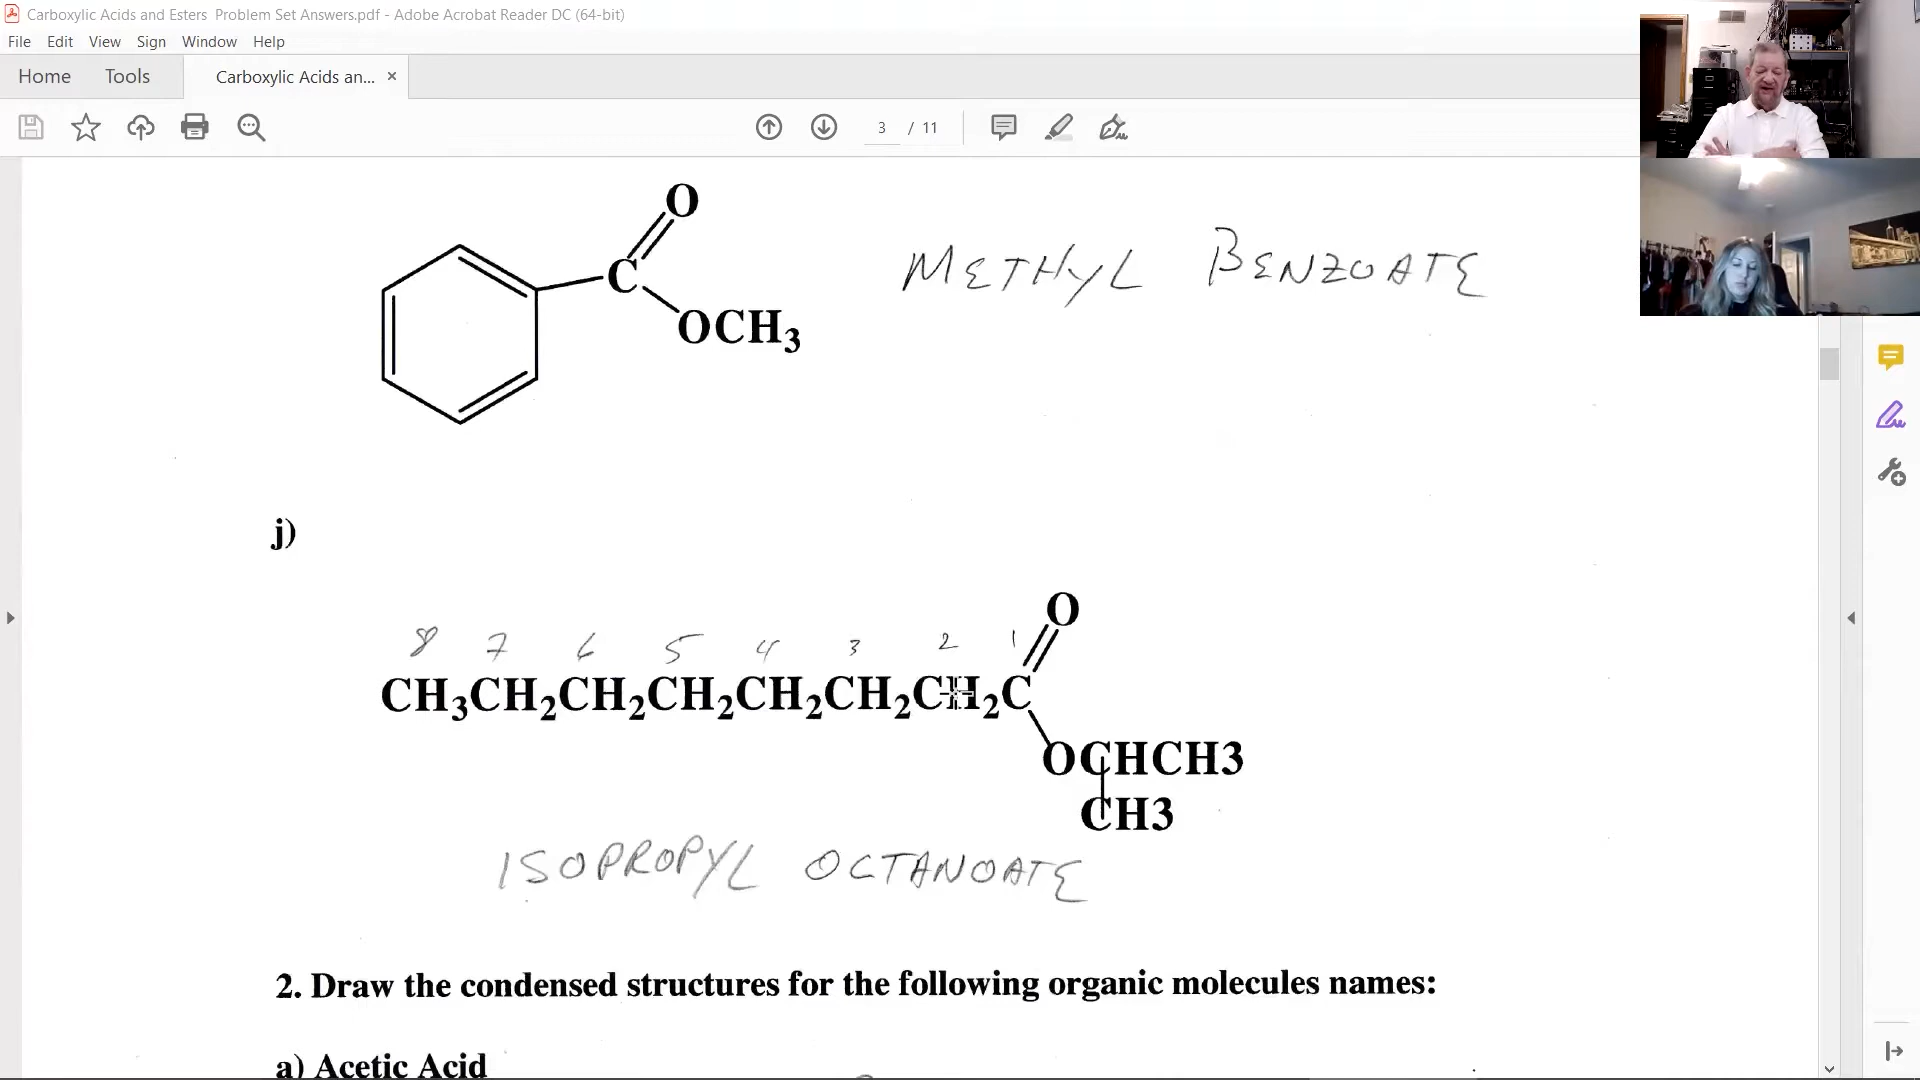 Carboxylic Acids and Esters Problem Set Answers.pdf - Adobe Acrobat Reader DC (64-bit)
File Edit View Sign Window Help
Home Tools Carboxylic Acids an... ×
3 / 11
O
C
OCH₃
METHYL BENZOATE
j)
O
8 7 6 5 4 3 2 1
CH₃CH₂CH₂CH₂CH₂CH₂CH₂C
OCHCH3
CH3
ISOPROPYL OCTANOATE
2. Draw the condensed structures for the following organic molecules names:
a) Acetic Acid